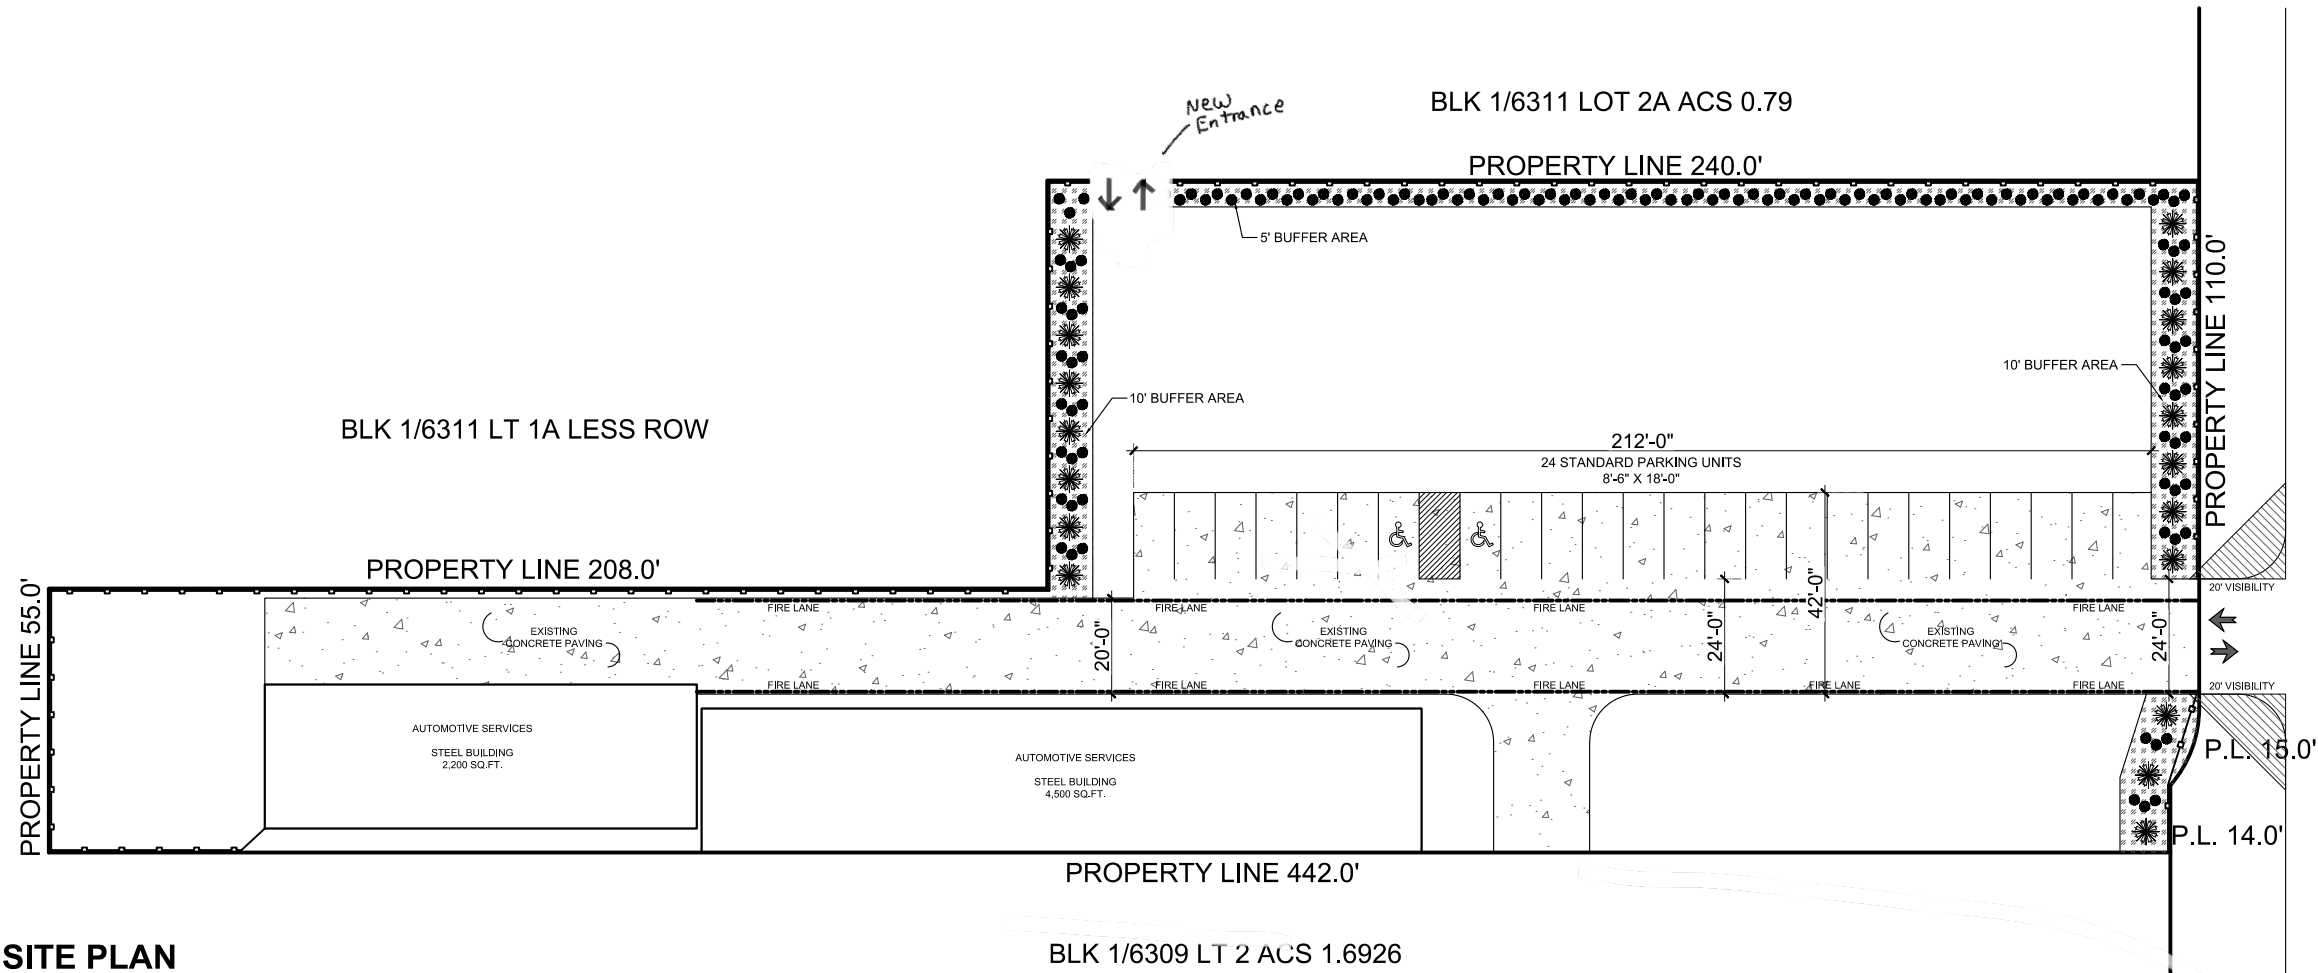 New
Entrance
BLK 1/6311 LOT 2A ACS 0.79
PROPERTY LINE 240.0'
5' BUFFER AREA
PROPERTY LINE 110.0'
10' BUFFER AREA
10' BUFFER AREA
BLK 1/6311 LT 1A LESS ROW
212'-0"
24 STANDARD PARKING UNITS
8'-6" X 18'-0"
PROPERTY LINE 208.0'
PROPERTY LINE 55.0'
20' VISIBILITY
FIRE LANE
FIRE LANE
FIRE LANE
FIRE LANE
EXISTING
CONCRETE PAVING
20'-0"
EXISTING
CONCRETE PAVING
24'-0"
42'-0"
EXISTING
CONCRETE PAVING
24'-0"
FIRE LANE
FIRE LANE
FIRE LANE
FIRE LANE
FIRE LANE
20' VISIBILITY
AUTOMOTIVE SERVICES
STEEL BUILDING
2,200 SQ.FT.
AUTOMOTIVE SERVICES
STEEL BUILDING
4,500 SQ.FT.
P.L. 15.0'
P.L. 14.0'
PROPERTY LINE 442.0'
SITE PLAN
BLK 1/6309 LT 2 ACS 1.6926